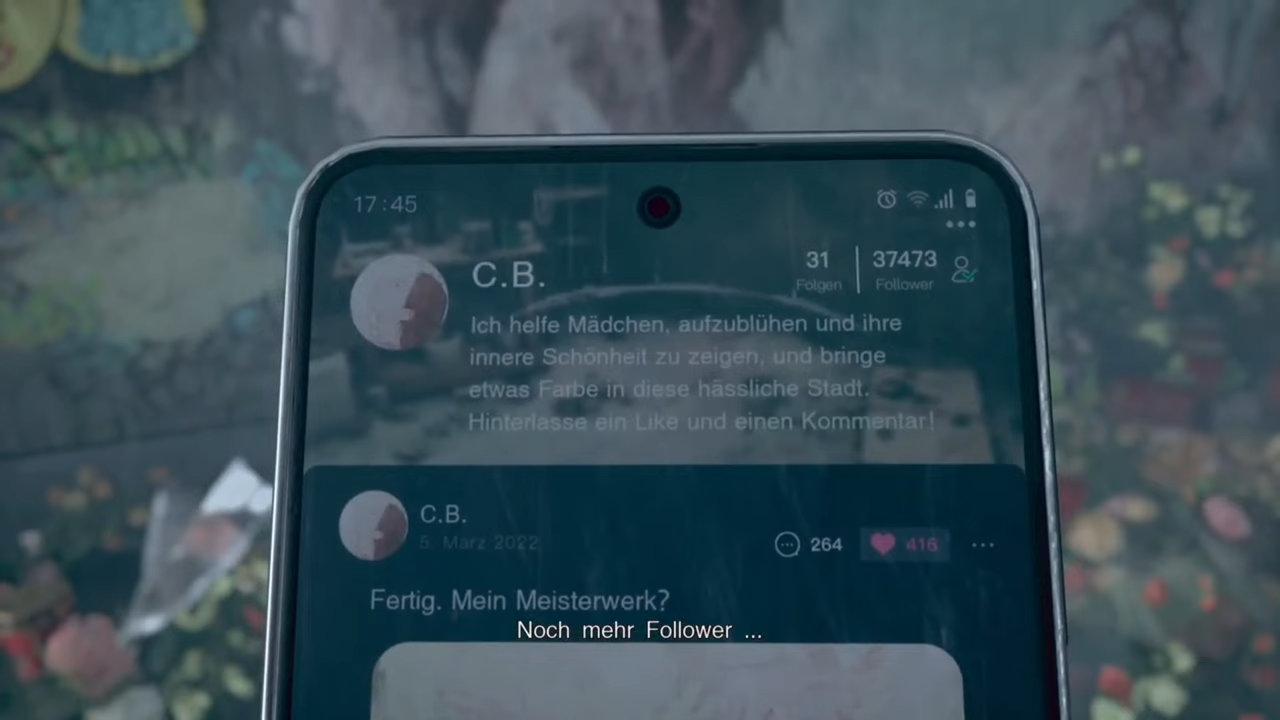 17:45
C.B.
31
37473
Folgen
Follower
Ich helfe Mädchen, aufzublühen und ihre
innere Schönheit zu zeigen, und bringe
etwas Farbe in diese hässliche Stadt.
Hinterlasse ein Like und einen Kommentar!
C.B.
5. März 2022
264
416
Fertig. Mein Meisterwerk?
Noch mehr Follower ...